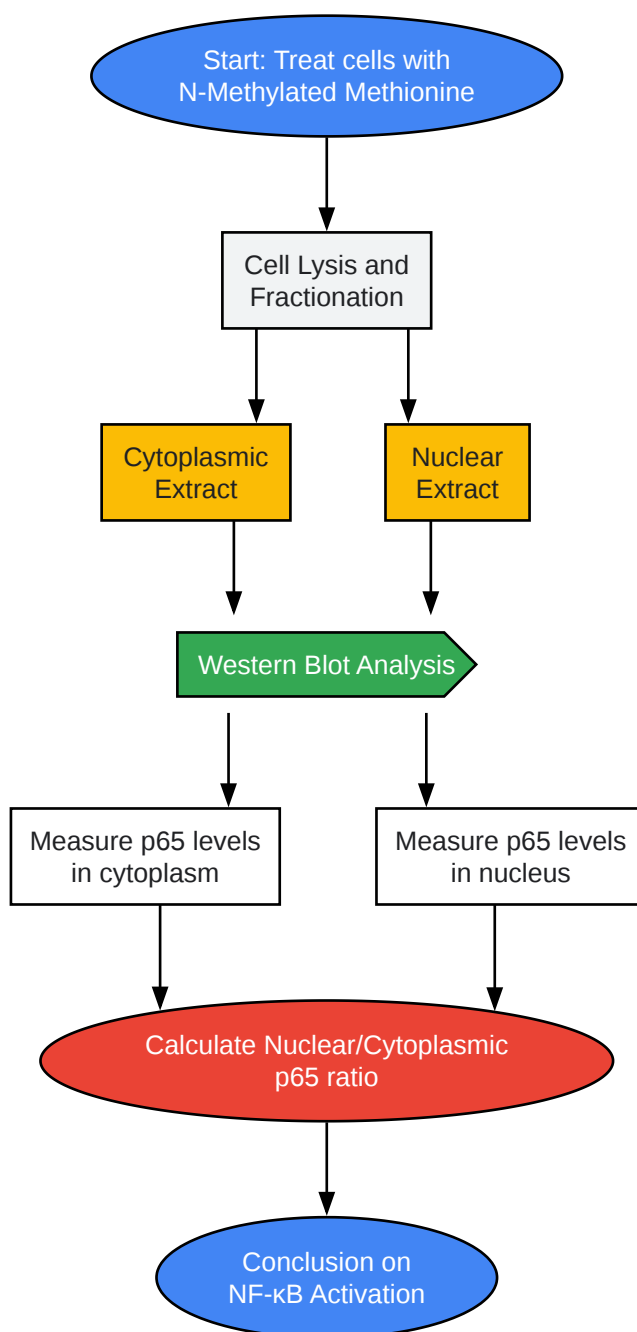 Start: Treat cells with
N-Methylated Methionine
Cell Lysis and
Fractionation
Cytoplasmic
Extract
Nuclear
Extract
Western Blot Analysis
Measure p65 levels
in cytoplasm
Measure p65 levels
in nucleus
Calculate Nuclear/Cytoplasmic
p65 ratio
Conclusion on
NF-κB Activation